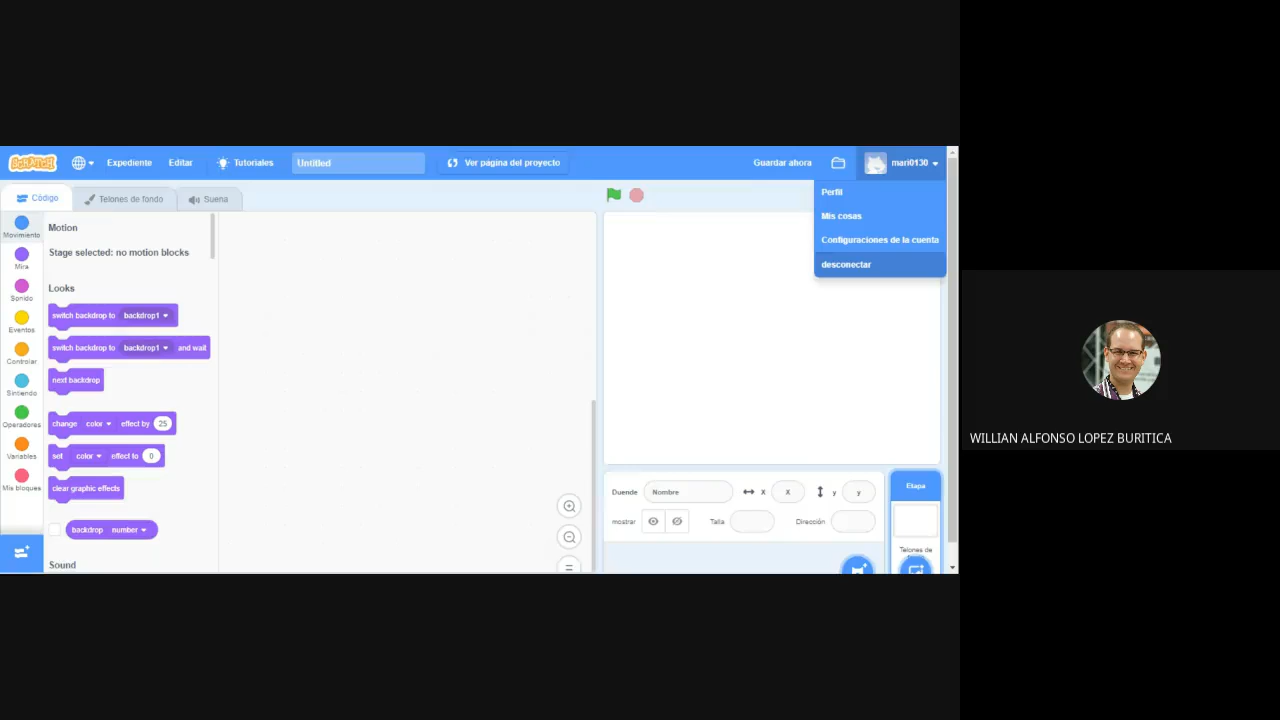 SCRATCH
Expediente
Editar
Tutoriales
Untitled
Ver página del proyecto
Guardar ahora
mari0130
Código
Telones de fondo
Suena
Perfil
Mis cosas
Configuraciones de la cuenta
desconectar
Movimiento
Mira
Sonido
Eventos
Controlar
Sintiendo
Operadores
Variables
Mis bloques
Motion
Stage selected: no motion blocks
Looks
switch backdrop to backdrop1
switch backdrop to backdrop1 and wait
next backdrop
change color effect by 25
set color effect to 0
clear graphic effects
backdrop number
Sound
Duende Nombre x X y y
mostrar Talla Dirección
Etapa
Telones de
WILLIAN ALFONSO LOPEZ BURITICA